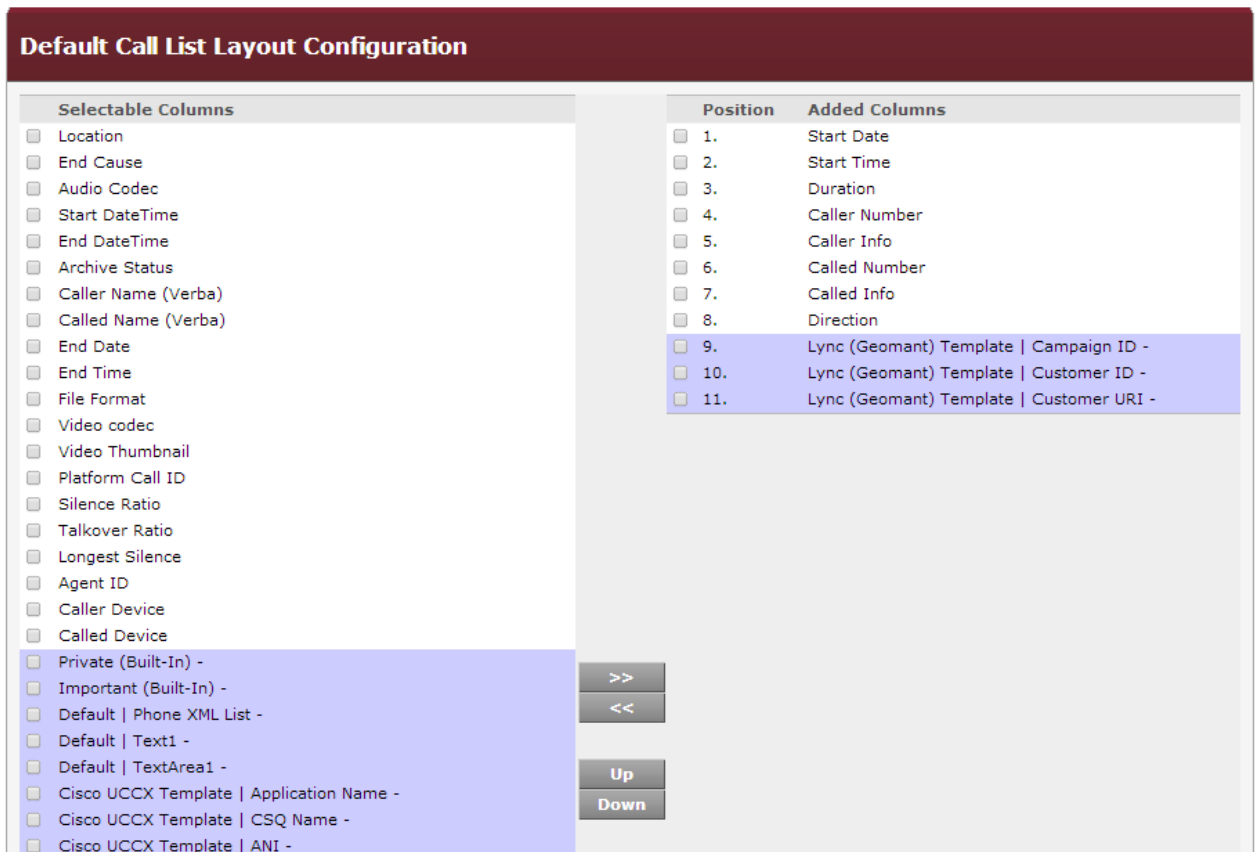 Default Call List Layout Configuration
Selectable Columns
Location
End Cause
Audio Codec
Start DateTime
End DateTime
Archive Status
Caller Name (Verba)
Called Name (Verba)
End Date
End Time
File Format
Video codec
Video Thumbnail
Platform Call ID
Silence Ratio
Talkover Ratio
Longest Silence
Agent ID
Caller Device
Called Device
Private (Built-In) -
Important (Built-In) -
Default | Phone XML List -
Default | Text1 -
Default | TextArea1 -
Cisco UCCX Template | Application Name -
Cisco UCCX Template | CSQ Name -
Cisco UCCX Template | ANI -
>>
<<
Up
Down
Position Added Columns
1. Start Date
2. Start Time
3. Duration
4. Caller Number
5. Caller Info
6. Called Number
7. Called Info
8. Direction
9. Lync (Geomant) Template | Campaign ID -
10. Lync (Geomant) Template | Customer ID -
11. Lync (Geomant) Template | Customer URI -